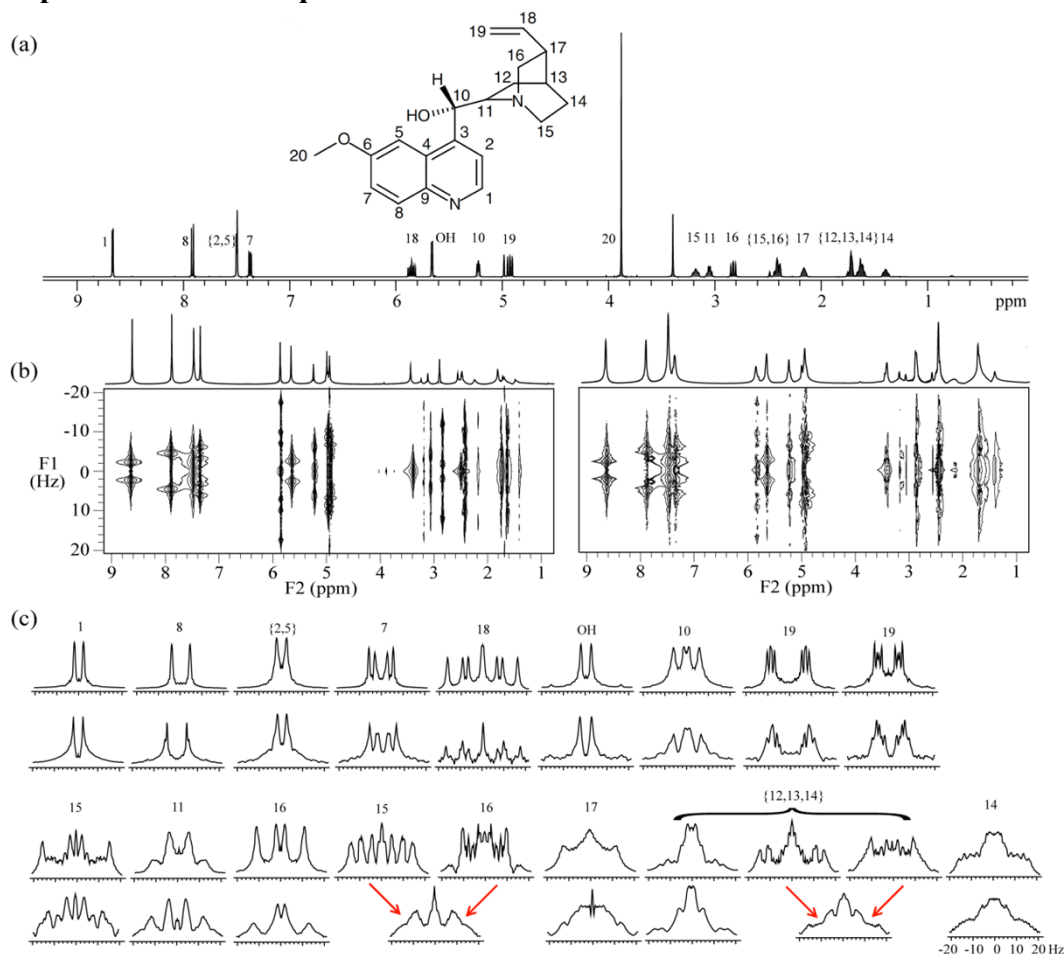 (a)
18
19
17
16
12
13
H
10
14
11
N
HO
15
3
5
4
2
6
O
20
7
9
1
8
N
1
8
{2,5}
7
18
OH
10
19
20
15
11
16
{15,16}
17
{12,13,14}
14
9 8 7 6 5 4 3 2 1 ppm
(b)
-20
-10
F1 0
(Hz)
10
20
9 8 7 6 5 4 3 2 1
F2 (ppm)
9 8 7 6 5 4 3 2 1
F2 (ppm)
(c)
1 8 {2,5} 7 18 OH 10 19 19
15 11 16 15 16 17 {12,13,14} 14
-20 -10 0 10 20 Hz